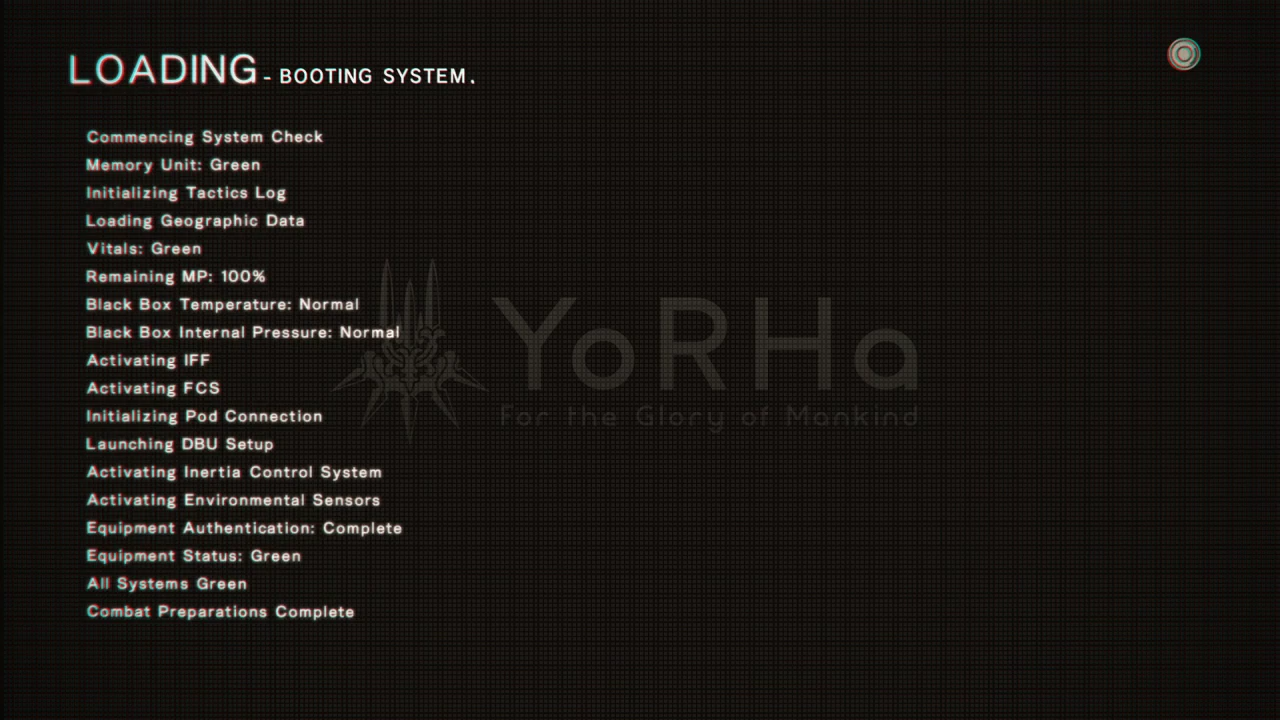 LOADING - BOOTING SYSTEM.
Commencing System Check
Memory Unit: Green
Initializing Tactics Log
Loading Geographic Data
Vitals: Green
Remaining MP: 100%
Black Box Temperature: Normal
Black Box Internal Pressure: Normal
Activating IFF
Activating FCS
Initializing Pod Connection
Launching DBU Setup
Activating Inertia Control System
Activating Environmental Sensors
Equipment Authentication: Complete
Equipment Status: Green
All Systems Green
Combat Preparations Complete
YoRHa
For the Glory of Mankind